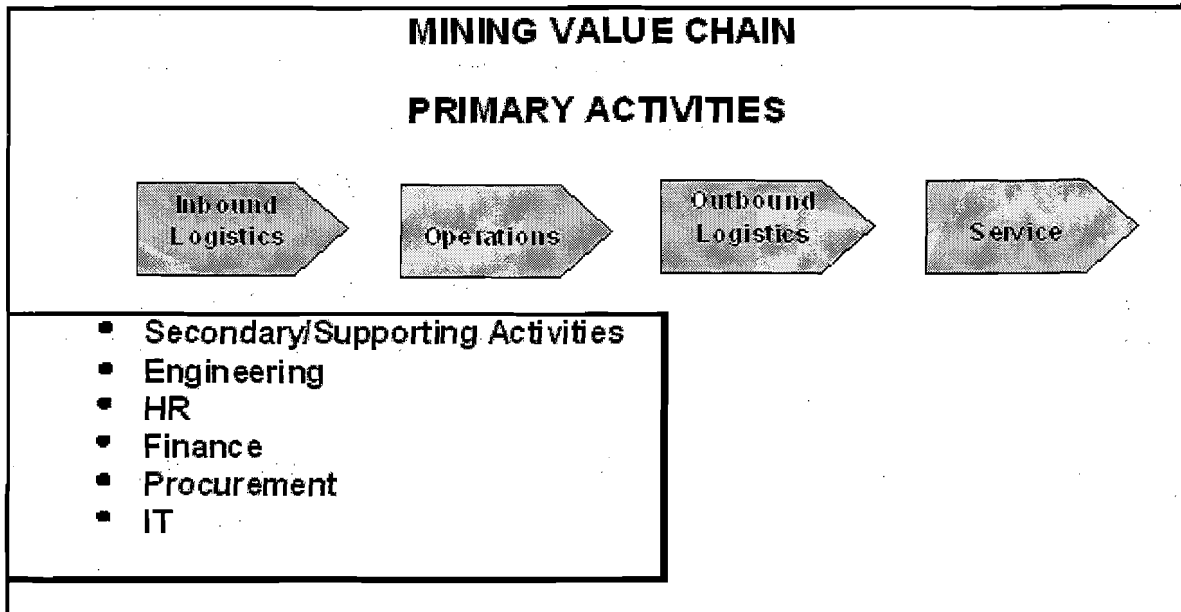 MINING VALUE CHAIN
PRIMARY ACTIVITIES
Inbound
Logistics
Operations
Outbound
Logistics
Service
• Secondary/Supporting Activities
• Engineering
• HR
• Finance
• Procurement
• IT